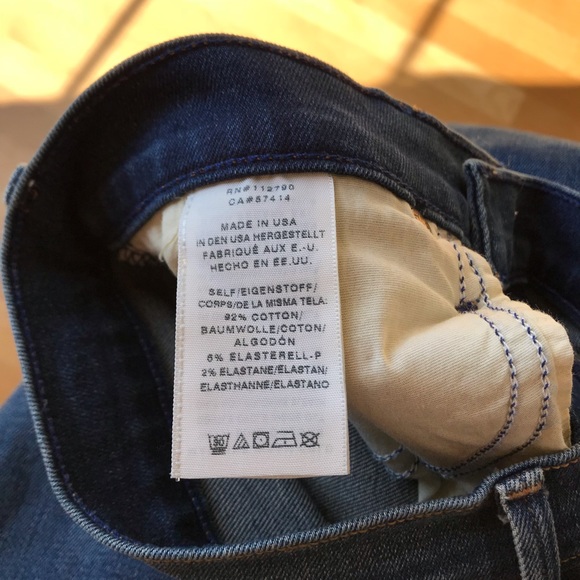 RN# 112790
CA# 57414
MADE IN USA
IN DEN USA HERGESTELLT
FABRIQUÉ AUX E.-U.
HECHO EN EE.UU.
SELF/EIGENSTOFF/
CORPS/DE LA MISMA TELA:
92% COTTON/
BAUMWOLLE/COTON/
ALGODÓN
6% ELASTERELL-P
2% ELASTANE/ÉLASTAN/
ELASTHANNE/ELASTANO